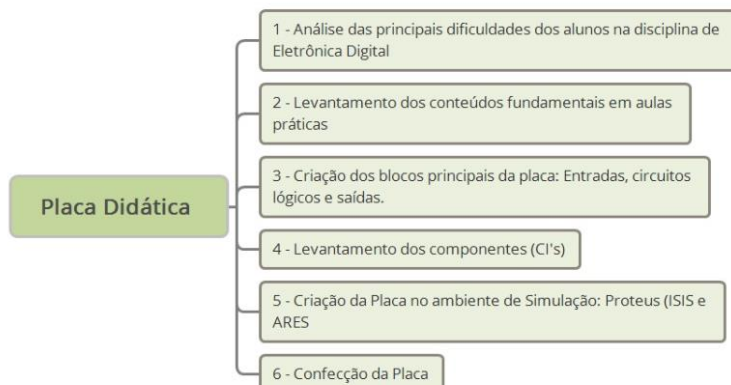 1 - Análise das principais dificuldades dos alunos na disciplina de
Eletrônica Digital
2 - Levantamento dos conteúdos fundamentais em aulas
práticas
3 - Criação dos blocos principais da placa: Entradas, circuitos
lógicos e saídas.
Placa Didática
4 - Levantamento dos componentes (CI's)
5 - Criação da Placa no ambiente de Simulação: Proteus (ISIS e
ARES
6 - Confecção da Placa